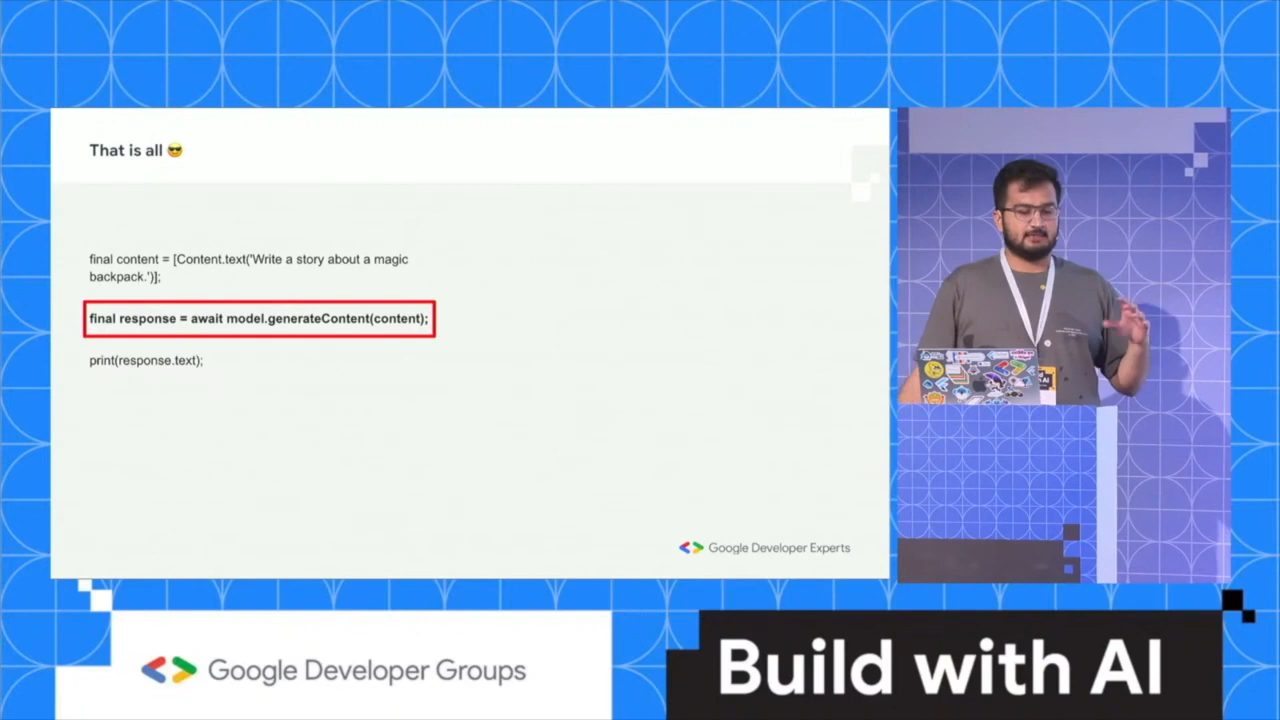 That is all 😎
final content = [Content.text('Write a story about a magic
backpack.')];
final response = await model.generateContent(content);
print(response.text);
Google Developer Experts
Google Developer Groups
Build with AI